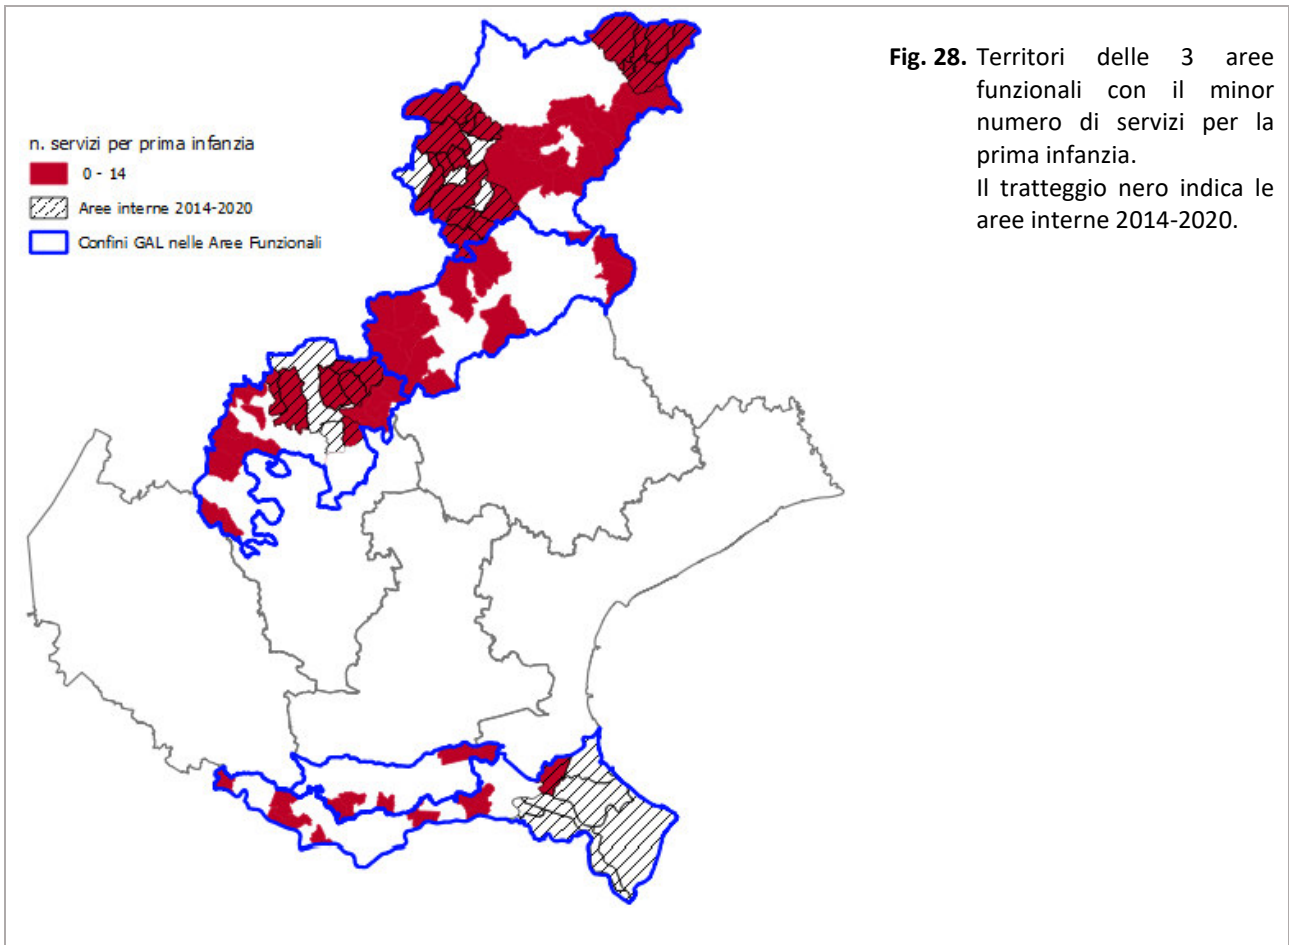 n. servizi per prima infanzia
0 - 14
Aree interne 2014-2020
Confini GAL nelle Aree Funzionali
Fig. 28. Territori delle 3 aree
funzionali con il minor
numero di servizi per la
prima infanzia.
Il tratteggio nero indica le
aree interne 2014-2020.